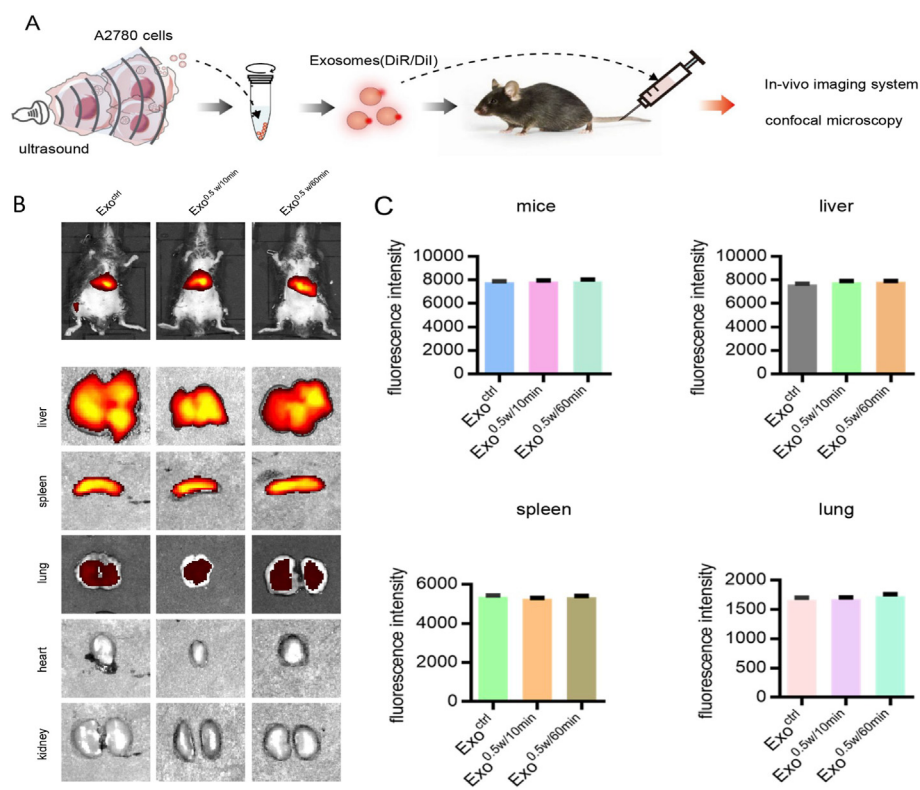 A
A2780 cells
ultrasound
Exosomes(DiR/DiI)
In-vivo imaging system
confocal microscopy
B
Exo^ctrl
Exo^0.5 w/10min
Exo^0.5 w/60min
liver
spleen
lung
heart
kidney
C
mice
fluorescence intensity
10000
8000
6000
4000
2000
0
Exo^ctrl
Exo^0.5w/10min
Exo^0.5w/60min
liver
fluorescence intensity
10000
8000
6000
4000
2000
0
Exo^ctrl
Exo^0.5w/10min
Exo^0.5w/60min
spleen
fluorescence intensity
6000
4000
2000
0
Exo^ctrl
Exo^0.5w/10min
Exo^0.5w/60min
lung
fluorescence intensity
2000
1500
1000
500
0
Exo^ctrl
Exo^0.5w/10min
Exo^0.5w/60min